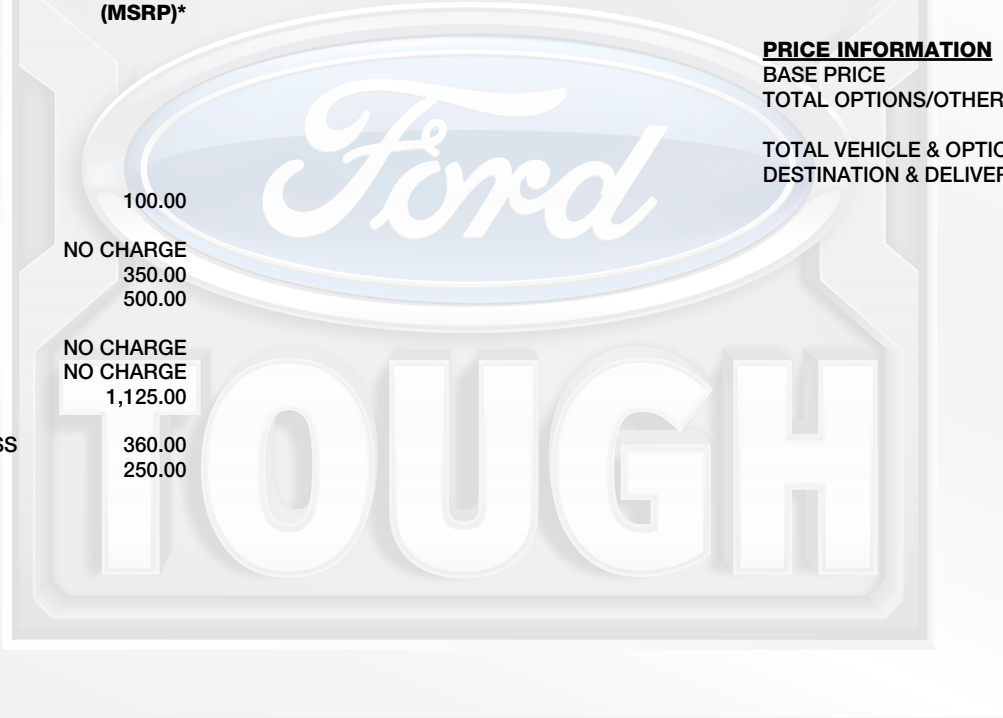 (MSRP)*
PRICE INFORMATION
BASE PRICE
TOTAL OPTIONS/OTHER
TOTAL VEHICLE & OPTIO
DESTINATION & DELIVER
100.00
NO CHARGE
350.00
500.00
NO CHARGE
NO CHARGE
1,125.00
SS 360.00
250.00
Ford
TOUGH